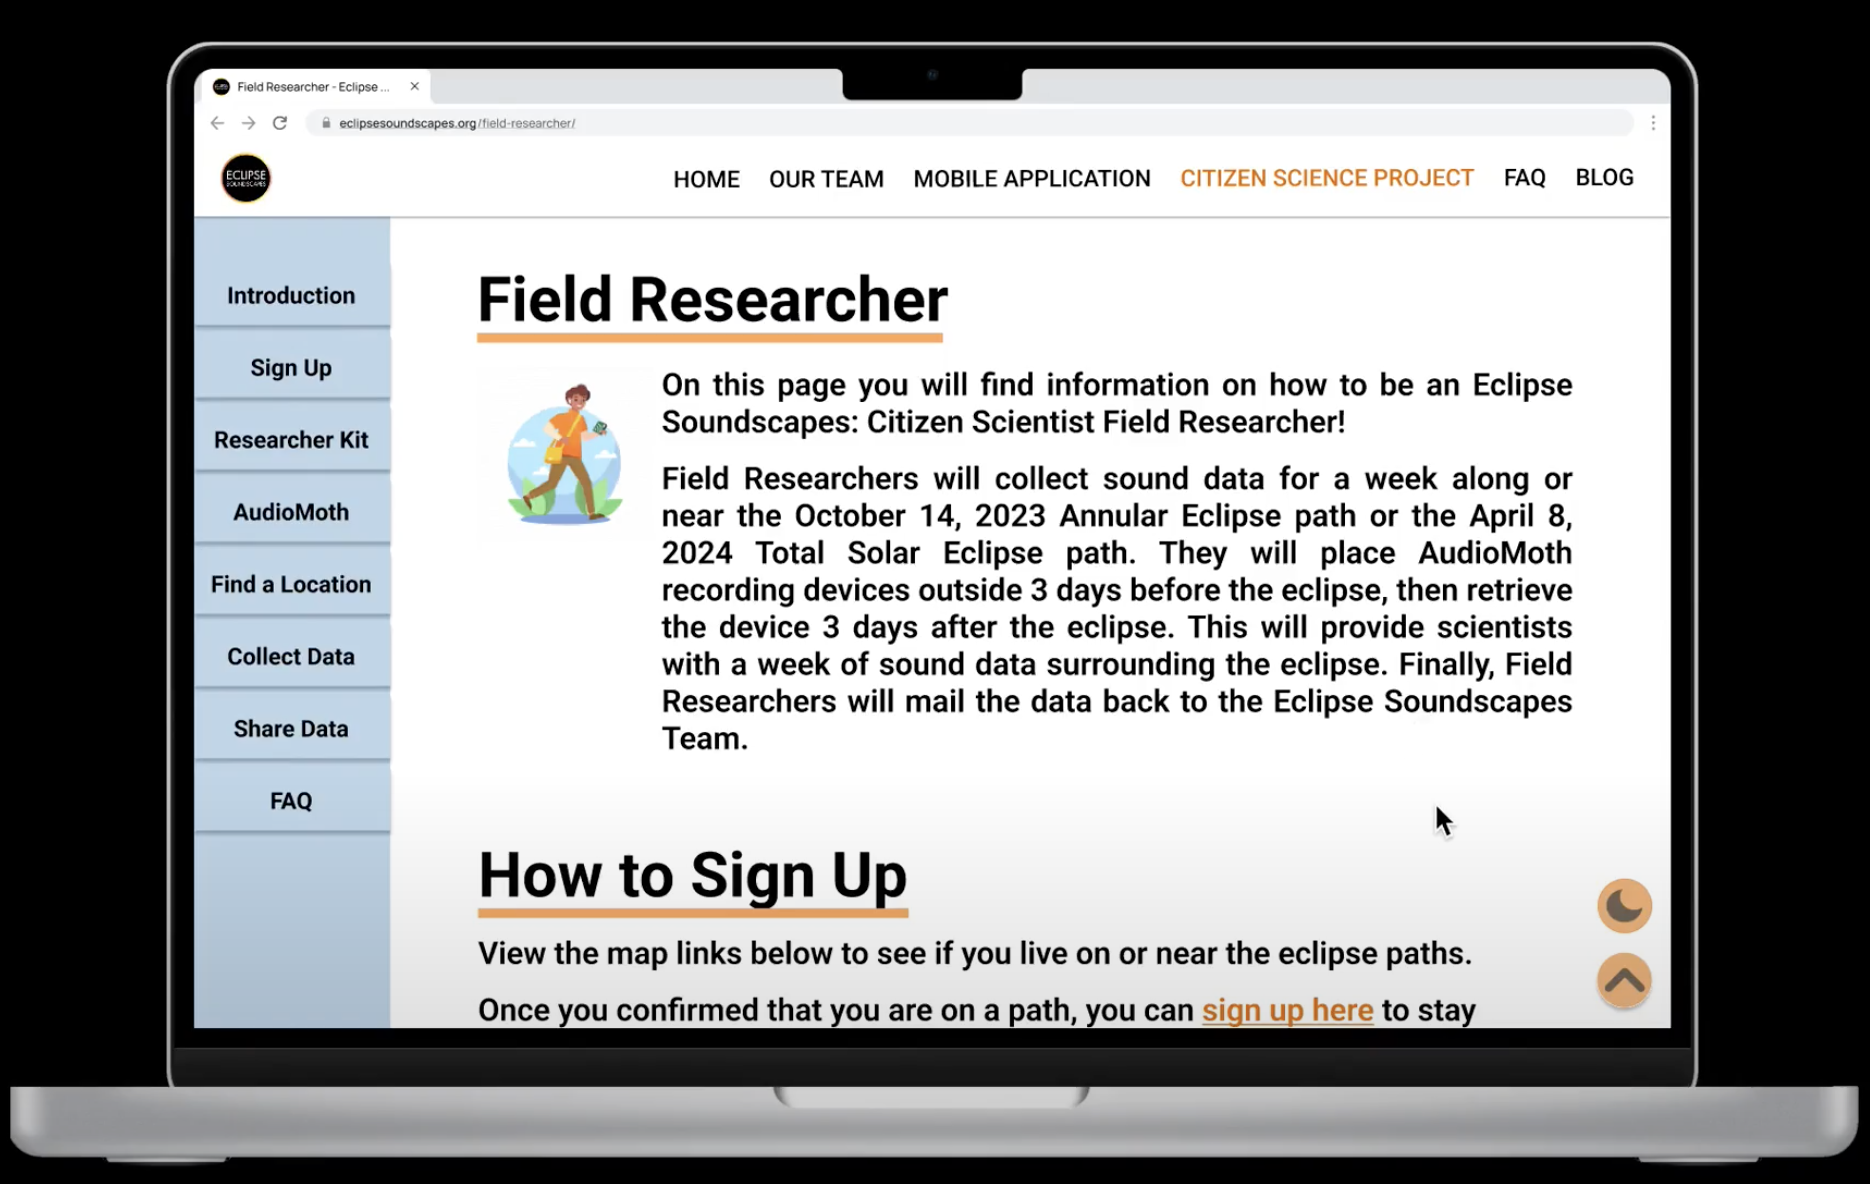 Field Researcher - Eclipse ...
eclipsesoundscapes.org/field-researcher/
ECLIPSE
SOUNDSCAPES
HOME OUR TEAM MOBILE APPLICATION CITIZEN SCIENCE PROJECT FAQ BLOG
Introduction
Sign Up
Researcher Kit
AudioMoth
Find a Location
Collect Data
Share Data
FAQ
Field Researcher
On this page you will find information on how to be an Eclipse
Soundscapes: Citizen Scientist Field Researcher!
Field Researchers will collect sound data for a week along or
near the October 14, 2023 Annular Eclipse path or the April 8,
2024 Total Solar Eclipse path. They will place AudioMoth
recording devices outside 3 days before the eclipse, then retrieve
the device 3 days after the eclipse. This will provide scientists
with a week of sound data surrounding the eclipse. Finally, Field
Researchers will mail the data back to the Eclipse Soundscapes
Team.
How to Sign Up
View the map links below to see if you live on or near the eclipse paths.
Once you confirmed that you are on a path, you can sign up here to stay